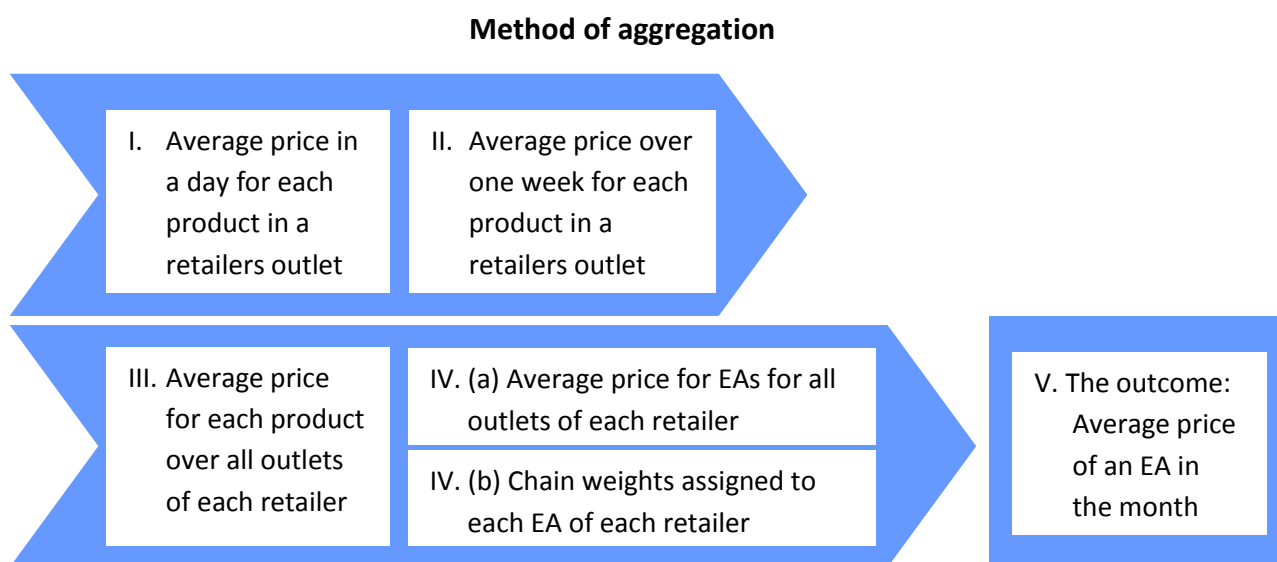 Method of aggregation
I. Average price in
a day for each
product in a
retailers outlet
II. Average price over
one week for each
product in a
retailers outlet
III. Average price
for each product
over all outlets
of each retailer
IV. (a) Average price for EAs for all
outlets of each retailer
IV. (b) Chain weights assigned to
each EA of each retailer
V. The outcome:
Average price
of an EA in
the month